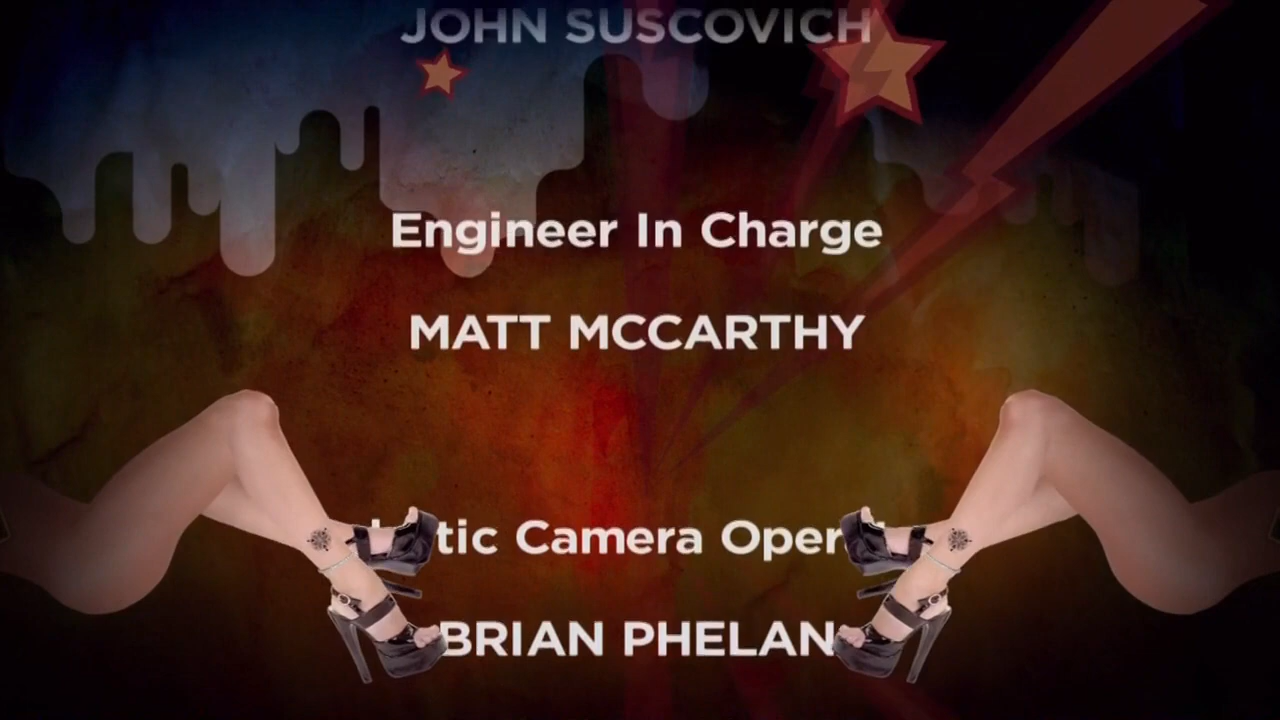 JOHN SUSCOVICH
Engineer In Charge
MATT MCCARTHY
Camera
BRIAN PHELAN